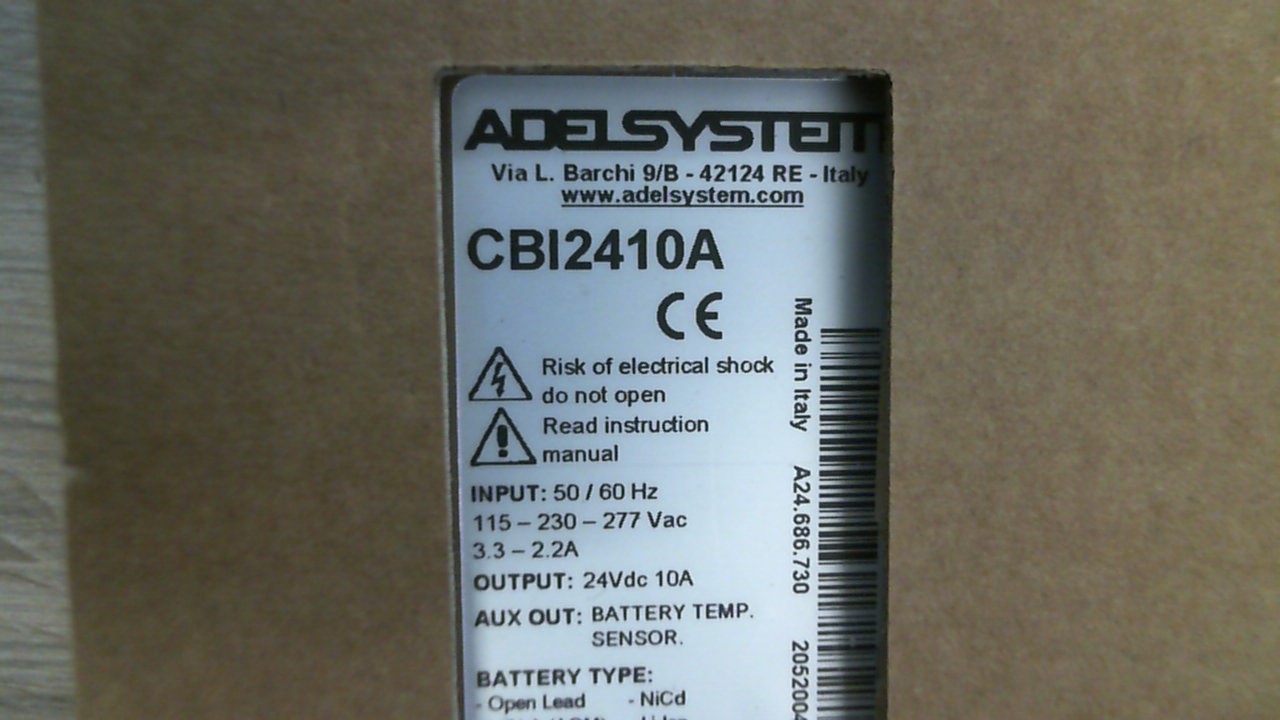 ADELSYSTEM
Via L. Barchi 9/B - 42124 RE - Italy
www.adelsystem.com
CBI2410A
CE
Risk of electrical shock
do not open
Read instruction
manual
INPUT: 50 / 60 Hz
115 – 230 – 277 Vac
3.3 – 2.2A
OUTPUT: 24Vdc 10A
AUX OUT: BATTERY TEMP.
SENSOR.
BATTERY TYPE:
- Open Lead - NiCd
Made in Italy A24.686.730 2052004